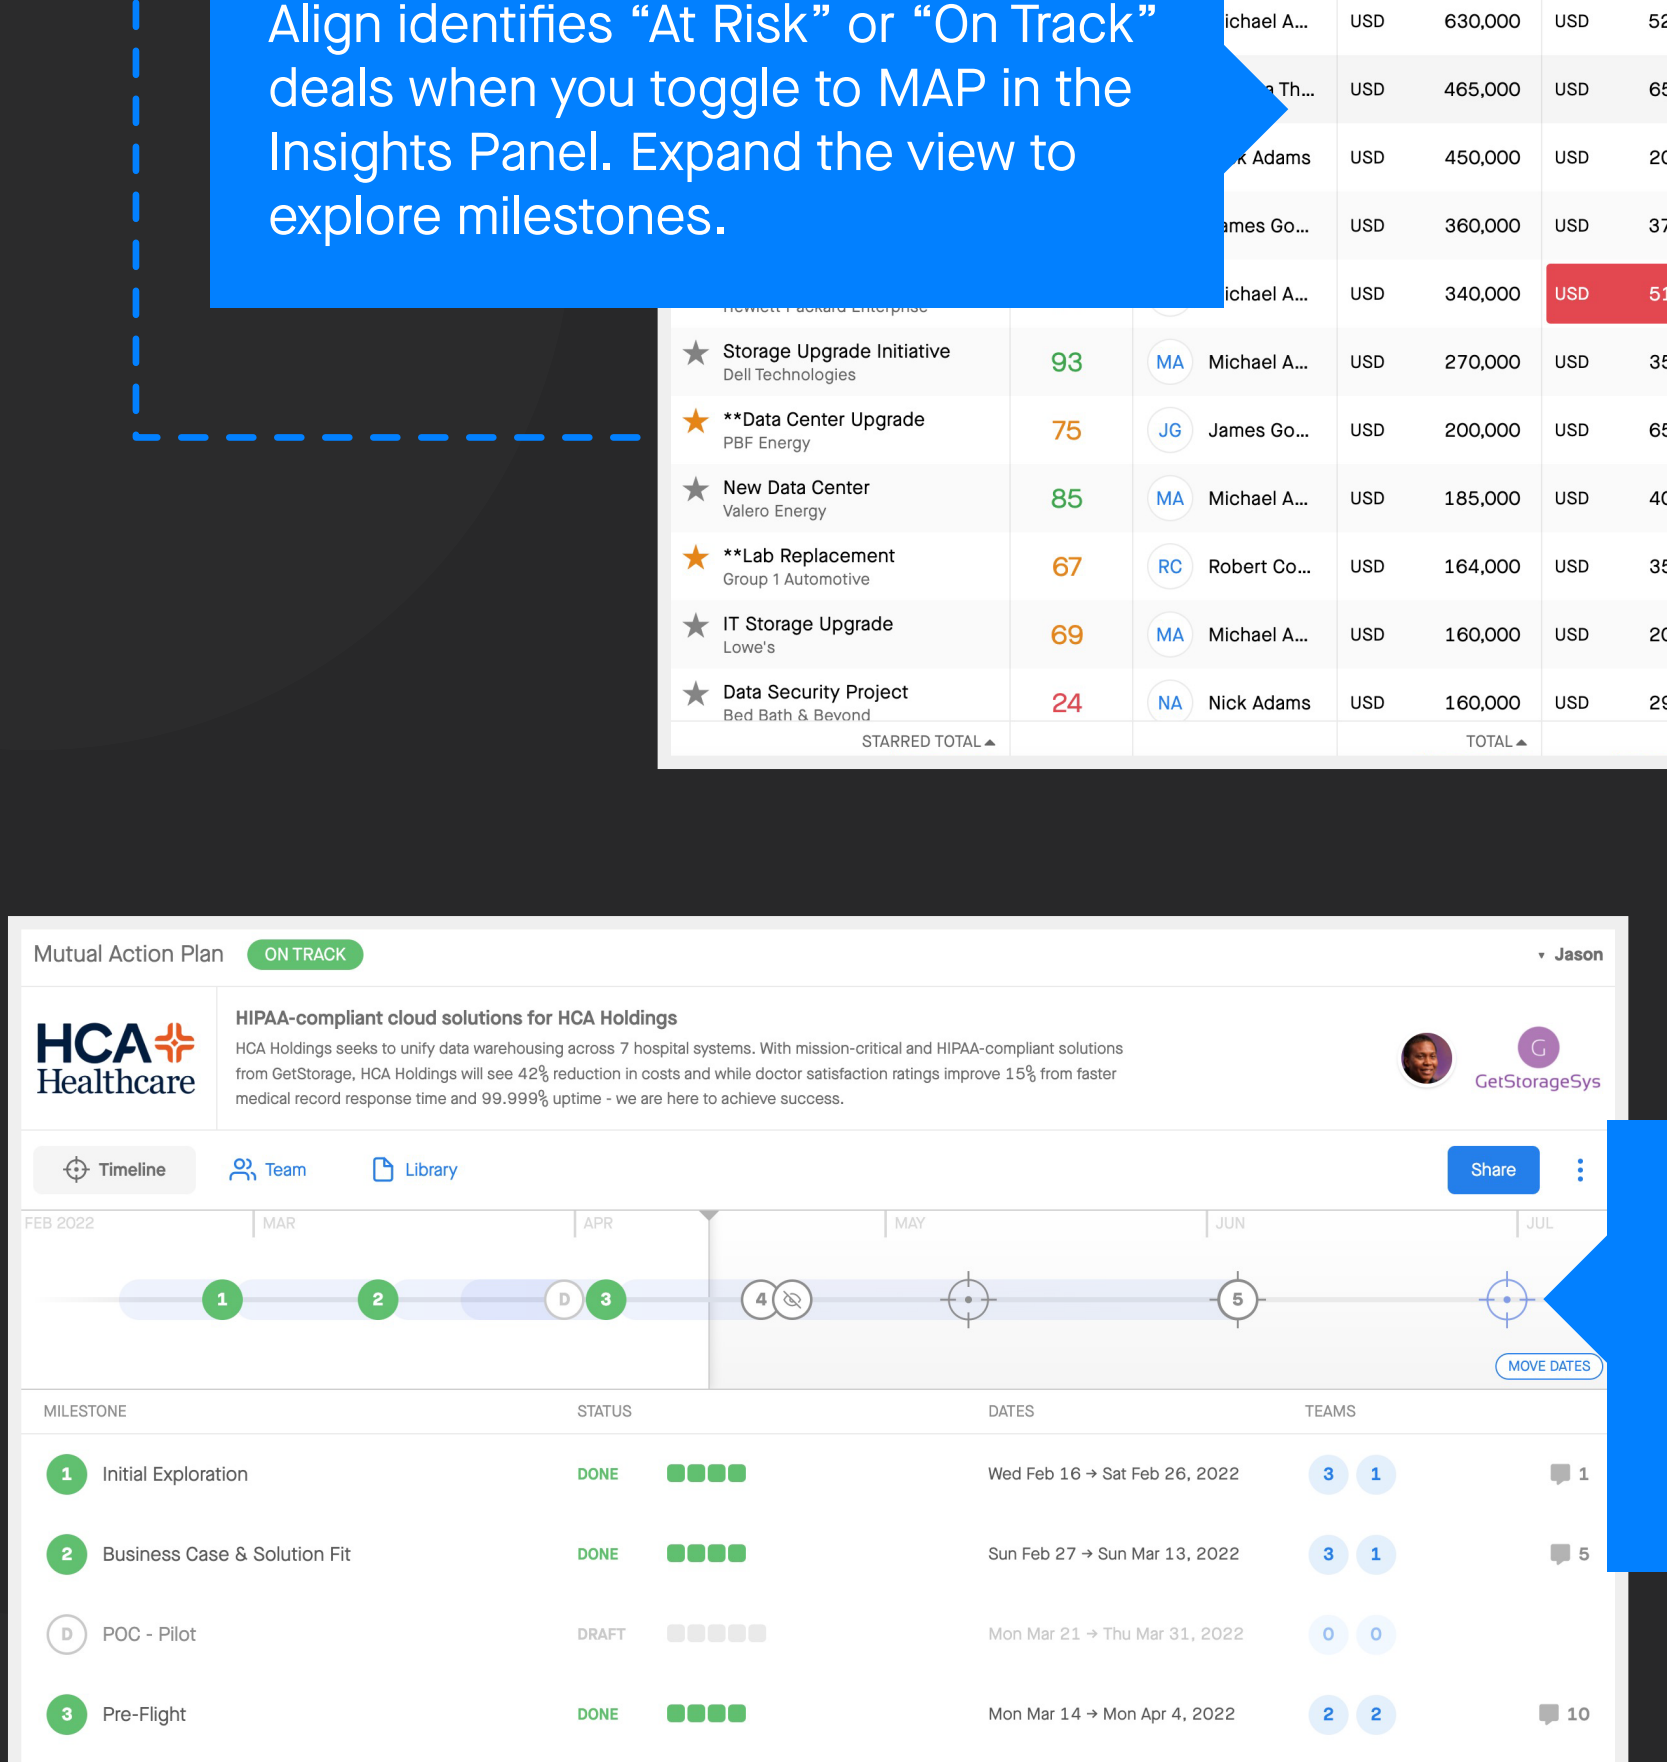 Align identifies “At Risk” or “On Track”
deals when you toggle to MAP in the
Insights Panel. Expand the view to
explore milestones.
ichael A... USD 630,000 USD
Th... USD 465,000 USD
Adams USD 450,000 USD
ames Go... USD 360,000 USD
ichael A... USD 340,000 USD
Storage Upgrade Initiative
Dell Technologies
93 MA Michael A... USD 270,000 USD
**Data Center Upgrade
PBF Energy
75 JG James Go... USD 200,000 USD
New Data Center
Valero Energy
85 MA Michael A... USD 185,000 USD
**Lab Replacement
Group 1 Automotive
67 RC Robert Co... USD 164,000 USD
IT Storage Upgrade
Lowe's
69 MA Michael A... USD 160,000 USD
Data Security Project
Bed Bath & Beyond
24 NA Nick Adams USD 160,000 USD
STARRED TOTAL TOTAL
Mutual Action Plan ON TRACK Jason
HCA
Healthcare
HIPAA-compliant cloud solutions for HCA Holdings
HCA Holdings seeks to unify data warehousing across 7 hospital systems. With mission-critical and HIPAA-compliant solutions
from GetStorage, HCA Holdings will see 42% reduction in costs and while doctor satisfaction ratings improve 15% from faster
medical record response time and 99.999% uptime - we are here to achieve success.
G
GetStorageSys
Timeline Team Library Share
FEB 2022 MAR APR MAY JUN JUL
1 2 D 3 4 5
MOVE DATES
MILESTONE STATUS DATES TEAMS
1 Initial Exploration DONE Wed Feb 16 → Sat Feb 26, 2022 3 1 1
2 Business Case & Solution Fit DONE Sun Feb 27 → Sun Mar 13, 2022 3 1 5
D POC - Pilot DRAFT Mon Mar 21 → Thu Mar 31, 2022 0 0
3 Pre-Flight DONE Mon Mar 14 → Mon Apr 4, 2022 2 2 10